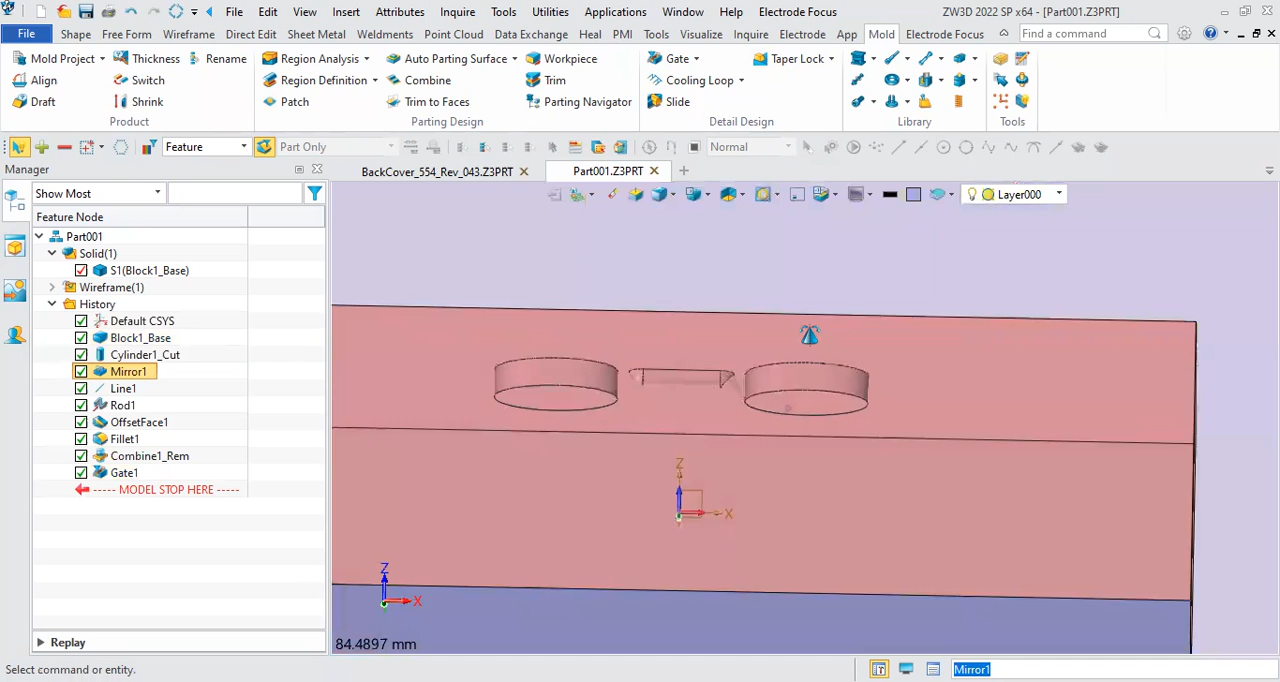 File Edit View Insert Attributes Inquire Tools Utilities Applications Window Help Electrode Focus ZW3D 2022 SP x64 - [Part001.Z3PRT]
File Shape Free Form Wireframe Direct Edit Sheet Metal Weldments Point Cloud Data Exchange Heal PMI Tools Visualize Inquire Electrode App Mold Electrode Focus Find a command
Mold Project Thickness Rename Region Analysis Auto Parting Surface Workpiece Gate Taper Lock
Align Switch Region Definition Combine Trim Cooling Loop
Draft Shrink Patch Trim to Faces Parting Navigator Slide
Product Parting Design Detail Design Library Tools
Feature Part Only Normal
Manager BackCover_554_Rev_043.Z3PRT Part001.Z3PRT
Show Most Layer000
Feature Node
Part001
Solid(1)
S1(Block1_Base)
Wireframe(1)
History
Default CSYS
Block1_Base
Cylinder1_Cut
Mirror1
Line1
Rod1
OffsetFace1
Fillet1
Combine1_Rem
Gate1
----- MODEL STOP HERE -----
Z
X
Z
X
84.4897 mm
Replay
Select command or entity. Mirror1